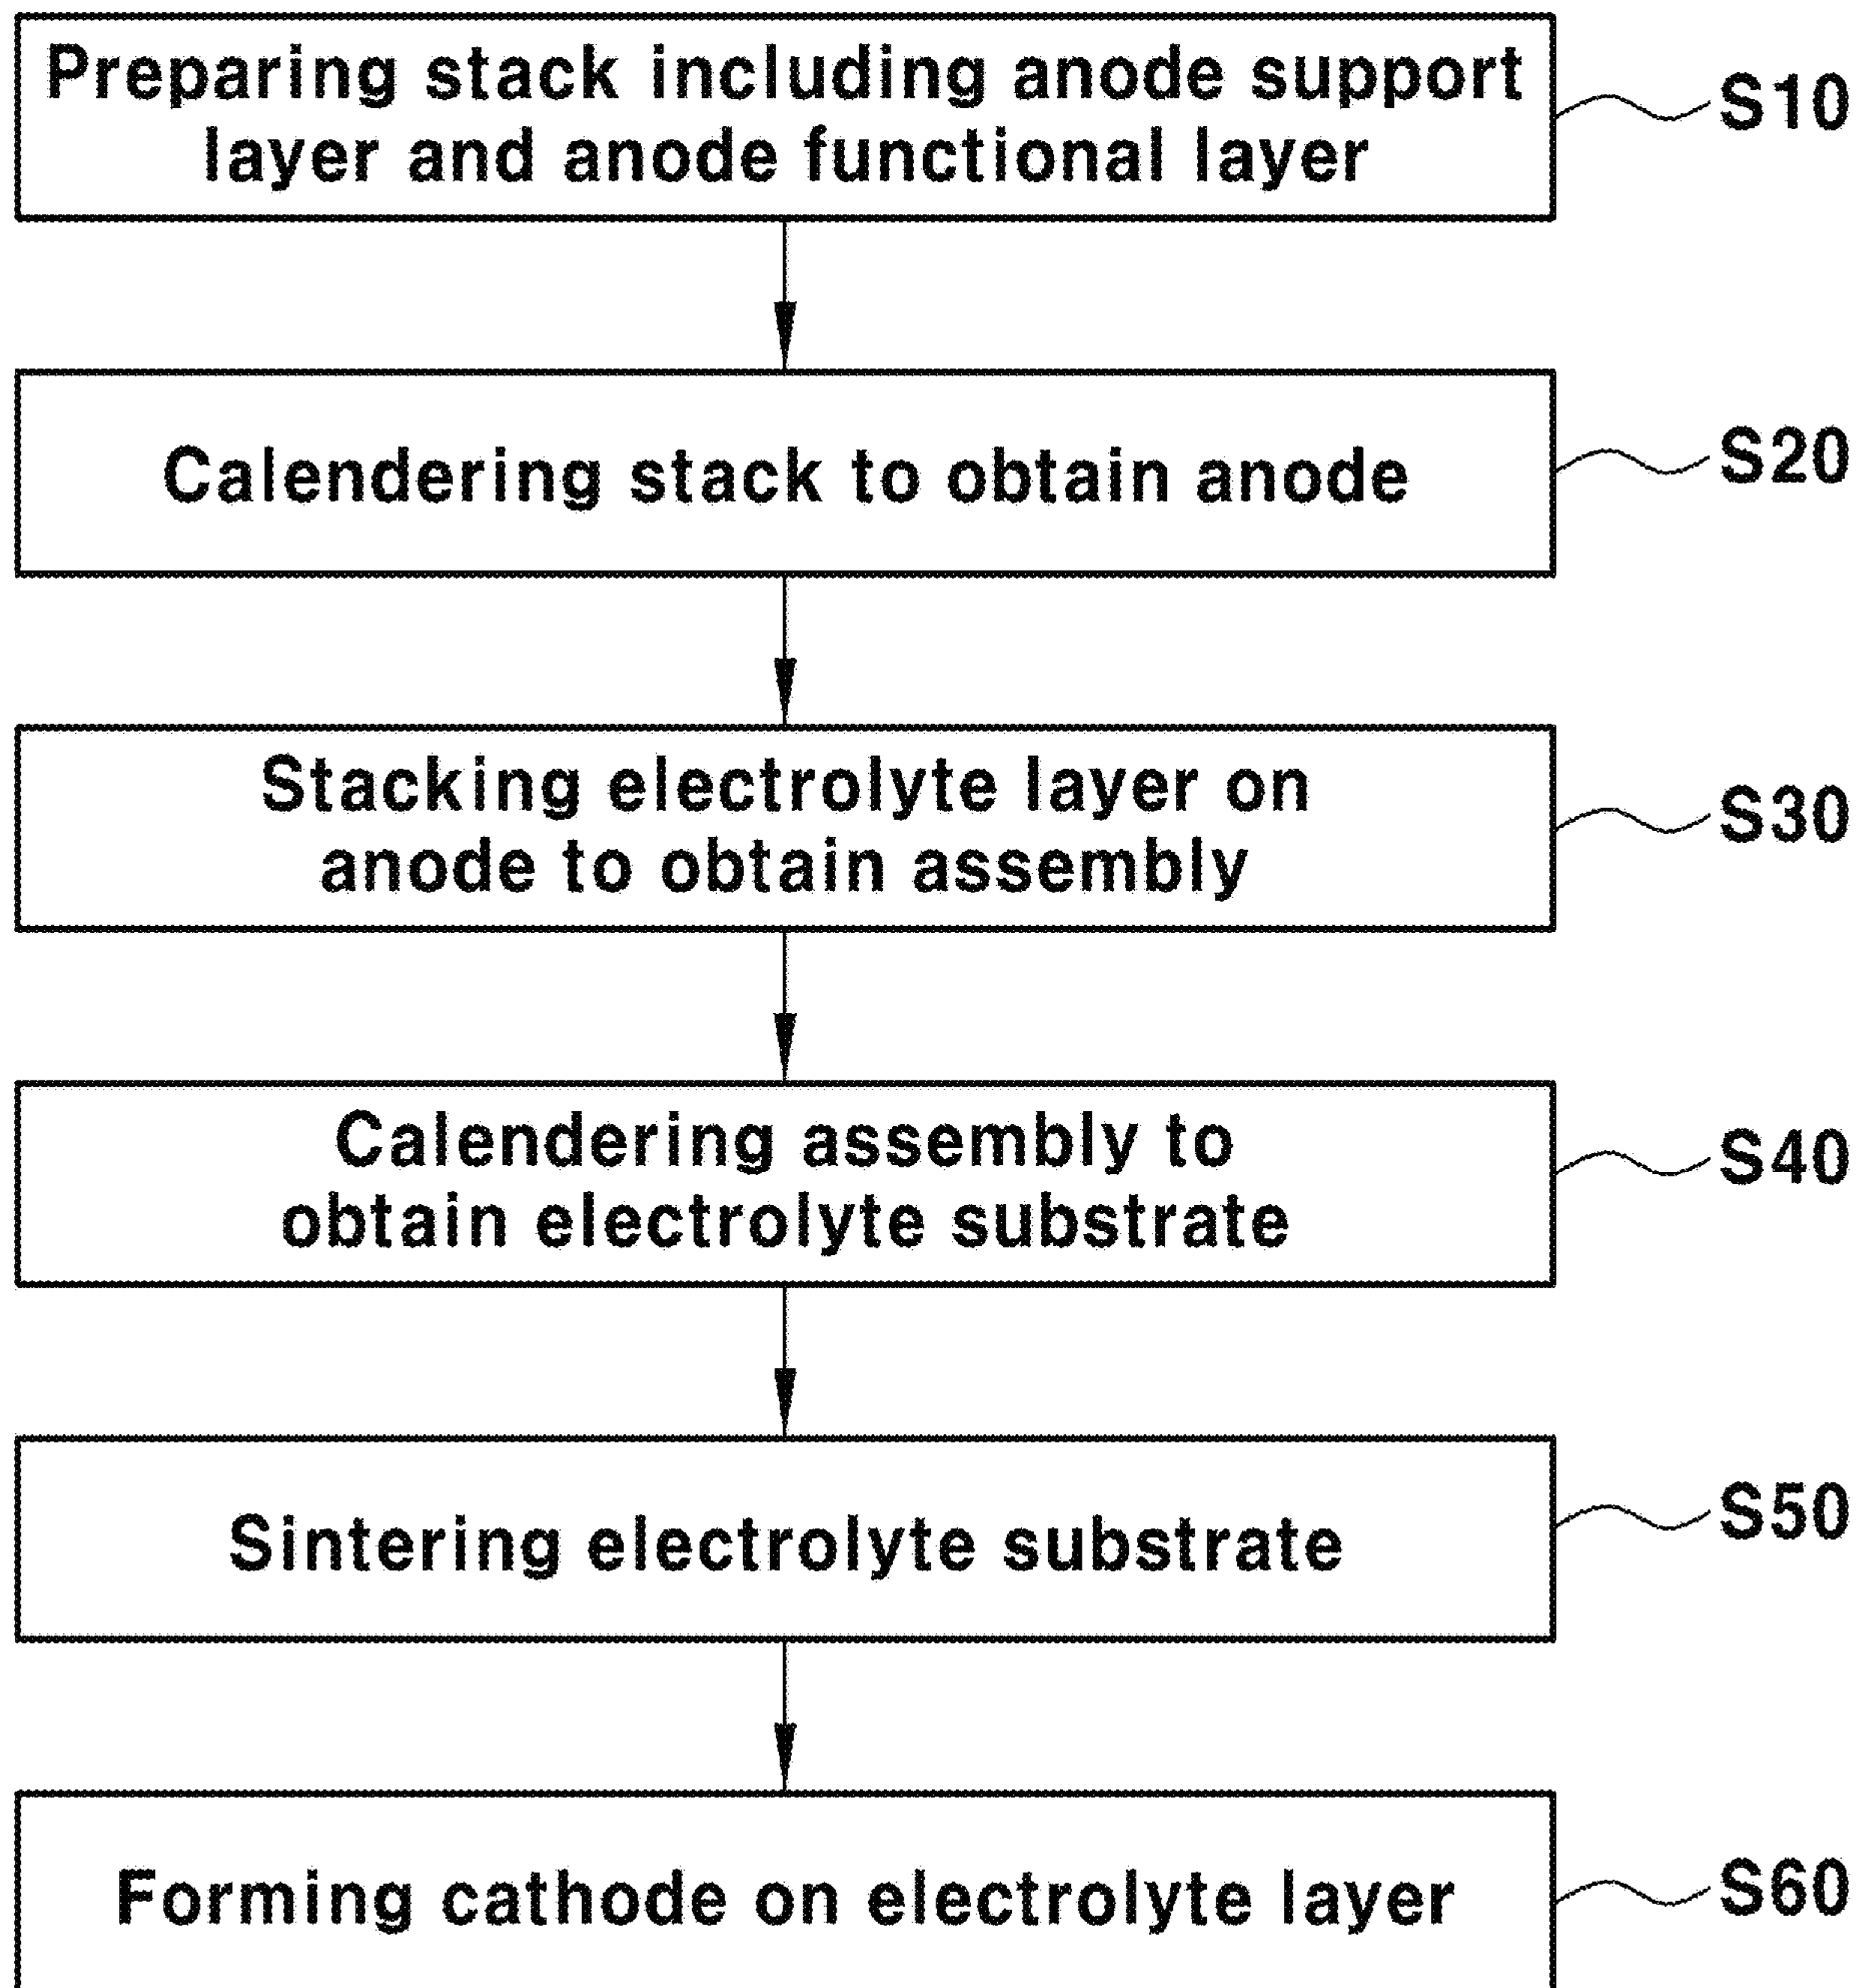 Preparing stack including anode support
layer and anode functional layer
S10
Calendering stack to obtain anode
S20
Stacking electrolyte layer on
anode to obtain assembly
S30
Calendering assembly to
obtain electrolyte substrate
S40
Sintering electrolyte substrate
S50
Forming cathode on electrolyte layer
S60